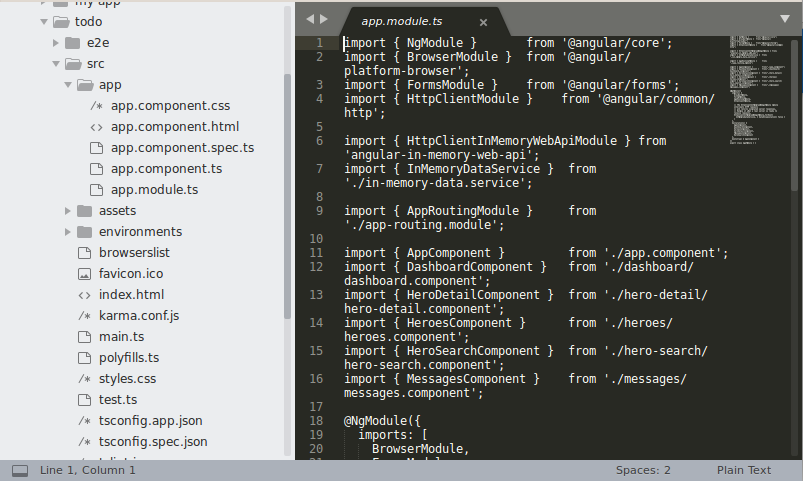 my app
todo
e2e
src
app
app.component.css
app.component.html
app.component.spec.ts
app.component.ts
app.module.ts
assets
environments
browserslist
favicon.ico
index.html
karma.conf.js
main.ts
polyfills.ts
styles.css
test.ts
tsconfig.app.json
tsconfig.spec.json
app.module.ts
1 import { NgModule }       from '@angular/core';
2 import { BrowserModule }  from '@angular/
platform-browser';
3 import { FormsModule }    from '@angular/forms';
4 import { HttpClientModule }    from '@angular/common/
http';
5
6 import { HttpClientInMemoryWebApiModule } from
'angular-in-memory-web-api';
7 import { InMemoryDataService }  from
'./in-memory-data.service';
8
9 import { AppRoutingModule }     from
'./app-routing.module';
10
11 import { AppComponent }         from './app.component';
12 import { DashboardComponent }   from './dashboard/
dashboard.component';
13 import { HeroDetailComponent }  from './hero-detail/
hero-detail.component';
14 import { HeroesComponent }      from './heroes/
heroes.component';
15 import { HeroSearchComponent }  from './hero-search/
hero-search.component';
16 import { MessagesComponent }    from './messages/
messages.component';
17
18 @NgModule({
19   imports: [
20     BrowserModule,
Line 1, Column 1
Spaces: 2
Plain Text